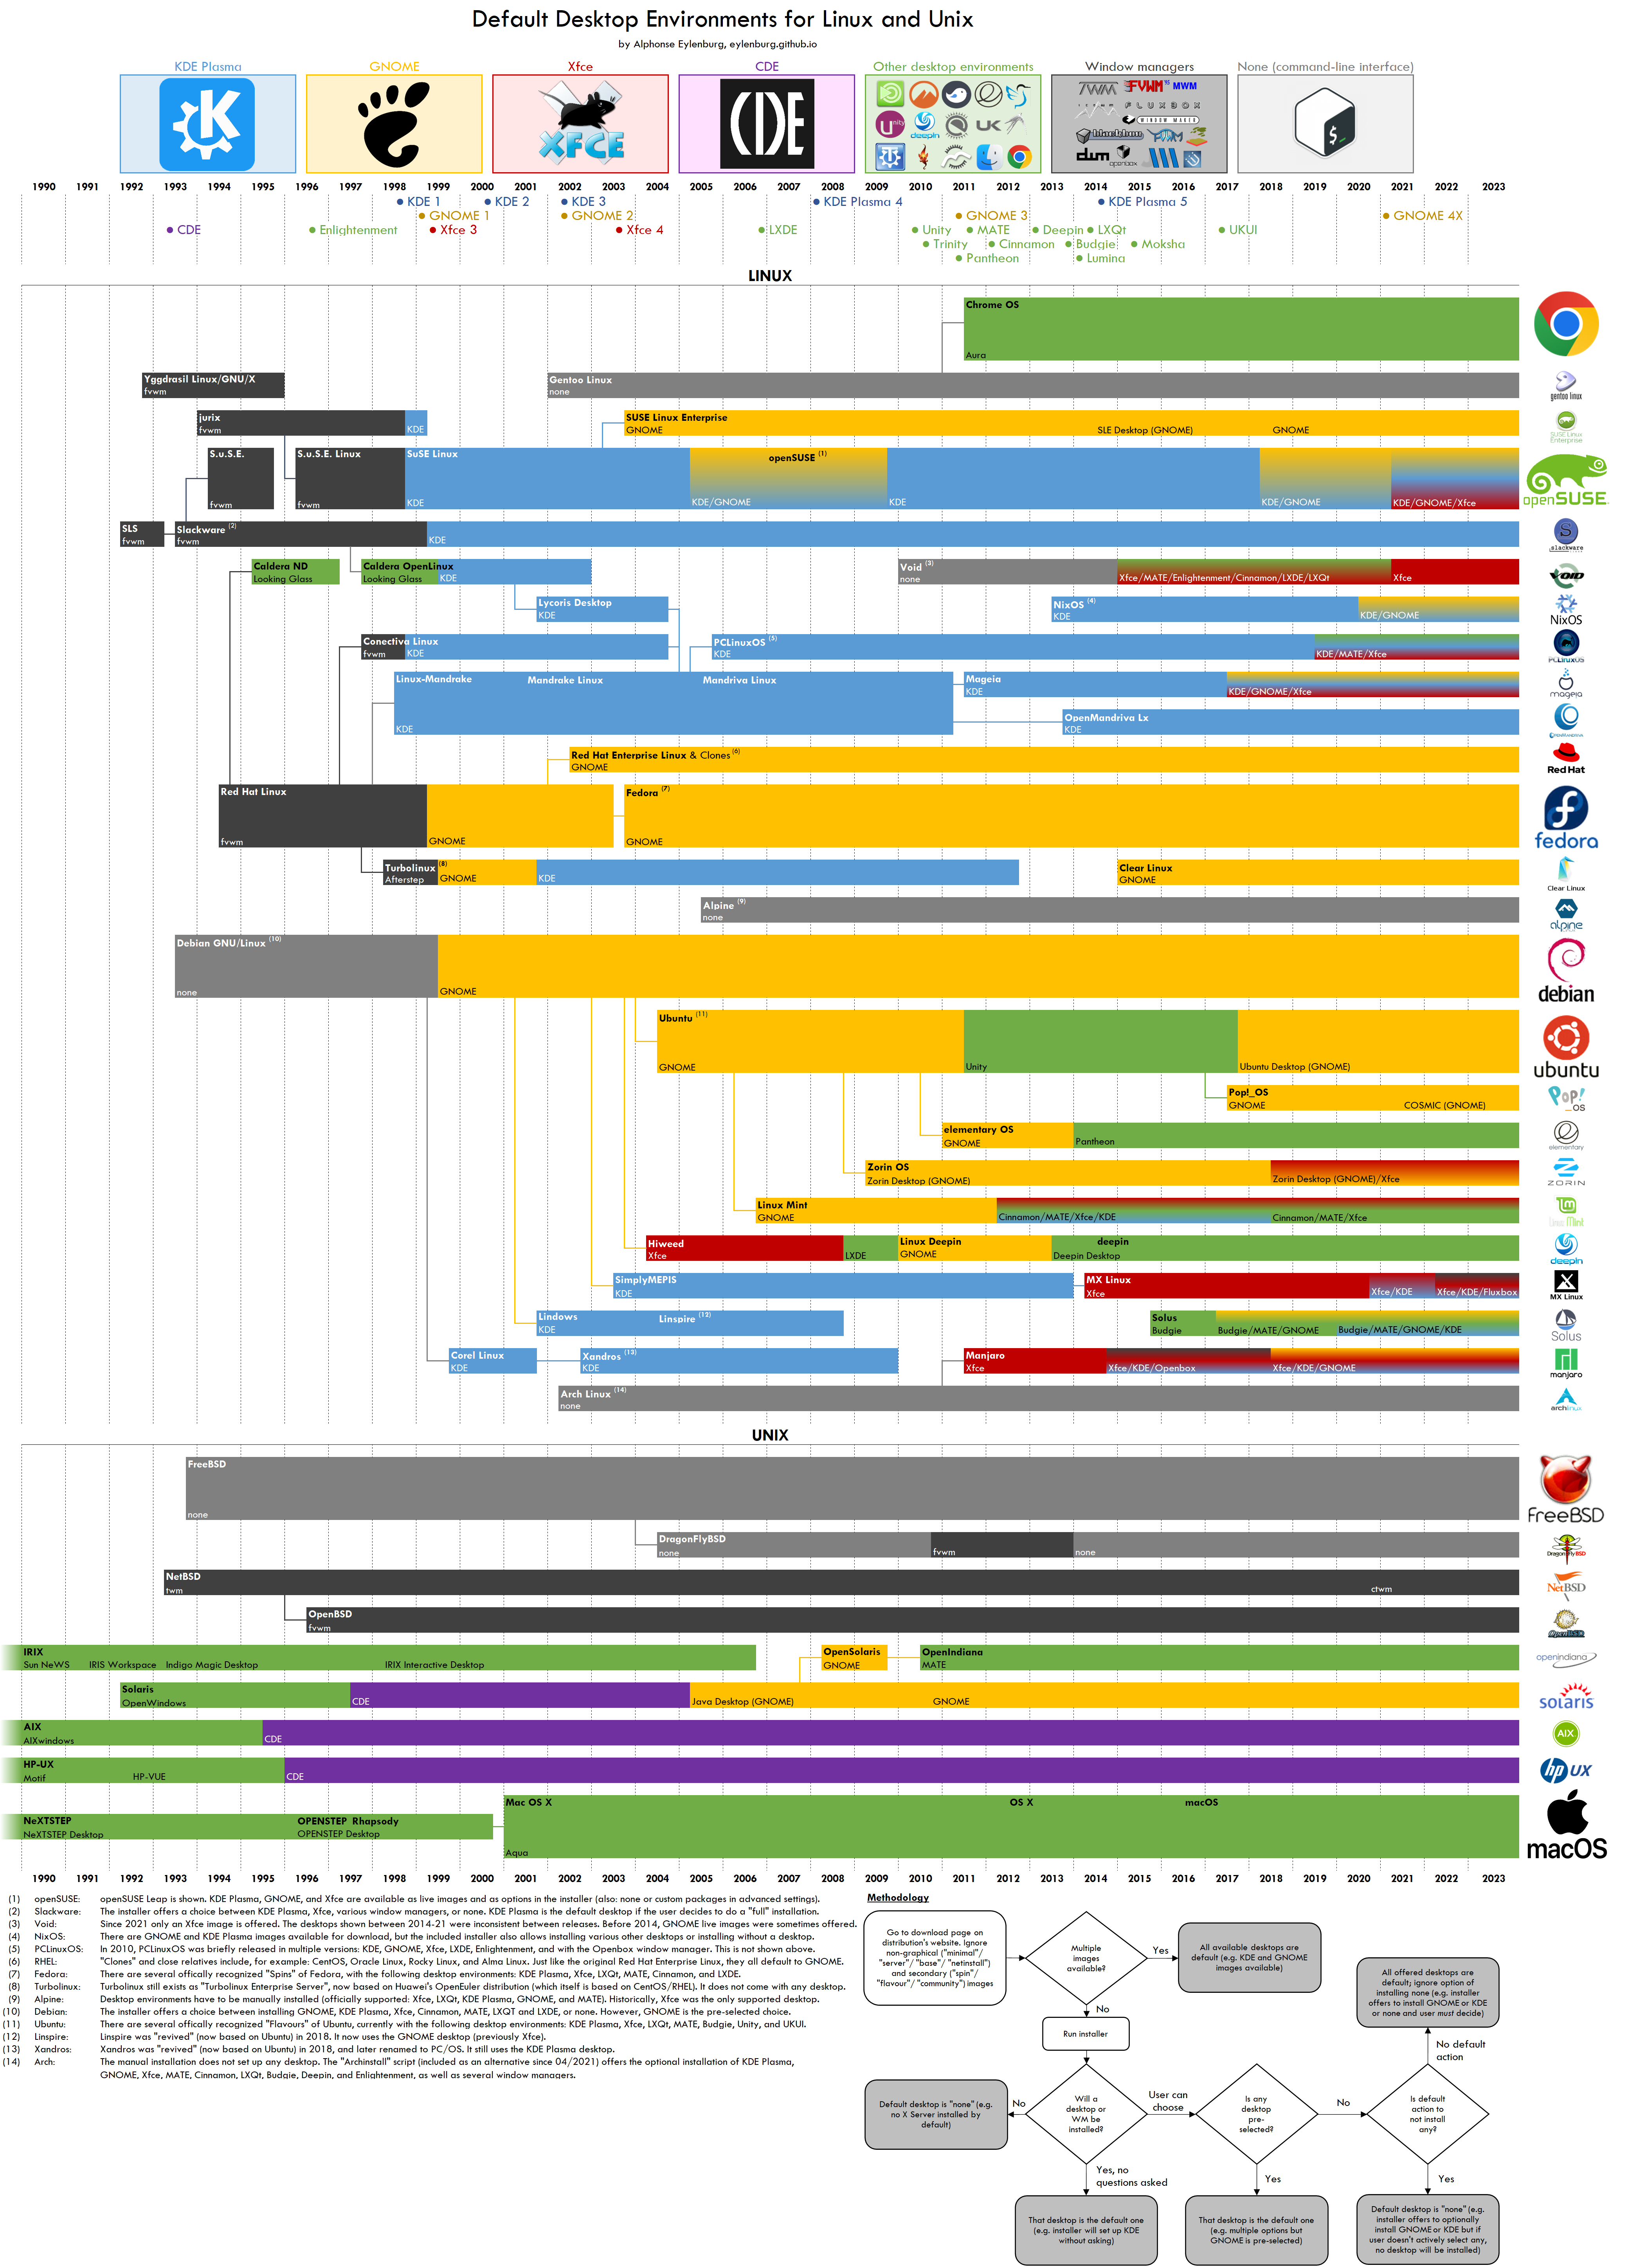 Default Desktop Environments for Linux and Unix
by Alphonse Eylenburg, eylenburg.github.io
KDE Plasma GNOME Xfce CDE Other desktop environments Window managers None (command-line interface)
1990 1991 1992 1993 1994 1995 1996 1997 1998 1999 2000 2001 2002 2003 2004 2005 2006 2007 2008 2009 2010 2011 2012 2013 2014 2015 2016 2017 2018 2019 2020 2021 2022 2023
KDE 1 KDE 2 KDE 3 KDE Plasma 4 KDE Plasma 5
GNOME 1 GNOME 2 GNOME 3 GNOME 4X
CDE Enlightenment Xfce 3 Xfce 4 LXDE Unity MATE Deepin LXQt UKUI
Trinity Cinnamon Budgie Moksha
Pantheon Lumina
LINUX
Chrome OS
Aura
Yggdrasil Linux/GNU/X
fvwm
Gentoo Linux
none
gentoo linux
jurix
fvwm KDE
SUSE Linux Enterprise
GNOME SLE Desktop (GNOME) GNOME
SUSE Linux
Enterprise
S.u.S.E. S.u.S.E. Linux SuSE Linux openSUSE (1)
fvwm fvwm KDE KDE/GNOME KDE KDE/GNOME KDE/GNOME/Xfce
openSUSE
SLS Slackware (2)
fvwm fvwm KDE
slackware
Caldera ND Caldera OpenLinux Void (3)
Looking Glass Looking Glass KDE none Xfce/MATE/Enlightenment/Cinnamon/LXDE/LXQt Xfce
VOID
Lycoris Desktop NixOS (4)
KDE KDE KDE/GNOME
NixOS
Conectiva Linux PCLinuxOS (5)
fvwm KDE KDE KDE/MATE/Xfce
PCLinuxOS
Linux-Mandrake Mandrake Linux Mandriva Linux Mageia
KDE KDE/GNOME/Xfce
mageia
OpenMandriva Lx
KDE KDE
OPENMANDRIVA
Red Hat Enterprise Linux & Clones (6)
GNOME
Red Hat
Red Hat Linux Fedora (7)
fvwm GNOME GNOME
fedora
Turbolinux (8) Clear Linux
Afterstep GNOME KDE GNOME
Clear Linux
Alpine (9)
none
alpine
Debian GNU/Linux (10)
none GNOME
debian
Ubuntu (11)
GNOME Unity Ubuntu Desktop (GNOME)
ubuntu
Pop!_OS
GNOME COSMIC (GNOME)
POP!
_OS
elementary OS
GNOME Pantheon
elementary
Zorin OS
Zorin Desktop (GNOME) Zorin Desktop (GNOME)/Xfce
ZORIN
Linux Mint
GNOME Cinnamon/MATE/Xfce/KDE Cinnamon/MATE/Xfce
Linux Mint
Hiweed Linux Deepin deepin
Xfce LXDE GNOME Deepin Desktop
deepin
SimplyMEPIS MX Linux
KDE Xfce Xfce/KDE Xfce/KDE/Fluxbox
MX Linux
Lindows Linspire (12) Solus
KDE Budgie Budgie/MATE/GNOME Budgie/MATE/GNOME/KDE
Solus
Corel Linux Xandros (13) Manjaro
KDE KDE Xfce Xfce/KDE/Openbox Xfce/KDE/GNOME
manjaro
Arch Linux (14)
none
archlinux
UNIX
FreeBSD
none
FreeBSD
DragonFlyBSD
none fvwm none
DragonFlyBSD
NetBSD
twm ctwm
NetBSD
OpenBSD
fvwm
OpenBSD
IRIX OpenSolaris OpenIndiana
Sun NeWS IRIS Workspace Indigo Magic Desktop IRIX Interactive Desktop GNOME MATE
openindiana
Solaris
OpenWindows CDE Java Desktop (GNOME) GNOME
solaris
AIX
AIXwindows CDE
AIX
HP-UX
Motif HP-VUE CDE
hp UX
Mac OS X OS X macOS
NeXTSTEP OPENSTEP Rhapsody
NeXTSTEP Desktop OPENSTEP Desktop
Aqua
macOS
1990 1991 1992 1993 1994 1995 1996 1997 1998 1999 2000 2001 2002 2003 2004 2005 2006 2007 2008 2009 2010 2011 2012 2013 2014 2015 2016 2017 2018 2019 2020 2021 2022 2023
(1) openSUSE: openSUSE Leap is shown. KDE Plasma, GNOME, and Xfce are available as live images and as options in the installer (also: none or custom packages in advanced settings).
(2) Slackware: The installer offers a choice between KDE Plasma, Xfce, various window managers, or none. KDE Plasma is the default desktop if the user decides to do a "full" installation.
(3) Void: Since 2021 only an Xfce image is offered. The desktops shown between 2014-21 were inconsistent between releases. Before 2014, GNOME live images were sometimes offered.
(4) NixOS: There are GNOME and KDE Plasma images available for download, but the included installer also allows installing various other desktops or installing without a desktop.
(5) PCLinuxOS: In 2010, PCLinuxOS was briefly released in multiple versions: KDE, GNOME, Xfce, LXDE, Enlightenment, and with the Openbox window manager. This is not shown above.
(6) RHEL: "Clones" and close relatives include, for example: CentOS, Oracle Linux, Rocky Linux, and Alma Linux. Just like the original Red Hat Enterprise Linux, they all default to GNOME.
(7) Fedora: There are several offically recognized "Spins" of Fedora, with the following desktop environments: KDE Plasma, Xfce, LXQt, MATE, Cinnamon, and LXDE.
(8) Turbolinux: Turbolinux still exists as "Turbolinux Enterprise Server", now based on Huawei's OpenEuler distribution (which itself is based on CentOS/RHEL). It does not come with any desktop.
(9) Alpine: Desktop environments have to be manually installed (officially supported: Xfce, LXQt, KDE Plasma, GNOME, and MATE). Historically, Xfce was the only supported desktop.
(10) Debian: The installer offers a choice between installing GNOME, KDE Plasma, Xfce, Cinnamon, MATE, LXQT and LXDE, or none. However, GNOME is the pre-selected choice.
(11) Ubuntu: There are several offically recognized "Flavours" of Ubuntu, currently with the following desktop environments: KDE Plasma, Xfce, LXQt, MATE, Budgie, Unity, and UKUI.
(12) Linspire: Linspire was "revived" (now based on Ubuntu) in 2018. It now uses the GNOME desktop (previously Xfce).
(13) Xandros: Xandros was "revived" (now based on Ubuntu) in 2018, and later renamed to PC/OS. It still uses the KDE Plasma desktop.
(14) Arch: The manual installation does not set up any desktop. The "Archinstall" script (included as an alternative since 04/2021) offers the optional installation of KDE Plasma,
GNOME, Xfce, MATE, Cinnamon, LXQt, Budgie, Deepin, and Enlightenment, as well as several window managers.
Methodology
Go to download page on
distribution's website. Ignore
non-graphical ("minimal"/
"server"/ "base"/ "netinstall")
and secondary ("spin"/
"flavour"/ "community") images
Multiple
images
available?
Yes
All available desktops are
default (e.g. KDE and GNOME
images available)
No
Run installer
Will a
desktop or
WM be
installed?
No
Default desktop is "none" (e.g.
no X Server installed by
default)
User can
choose
Is any
desktop
pre-
selected?
No
Is default
action to
not install
any?
No default
action
All offered desktops are
default; ignore option of
installing none (e.g. installer
offers to install GNOME or KDE
or none and user must decide)
Yes, no
questions asked
That desktop is the default one
(e.g. installer will set up KDE
without asking)
Yes
That desktop is the default one
(e.g. multiple options but
GNOME is pre-selected)
Yes
Default desktop is "none" (e.g.
installer offers to optionally
install GNOME or KDE but if
user doesn't actively select any,
no desktop will be installed)